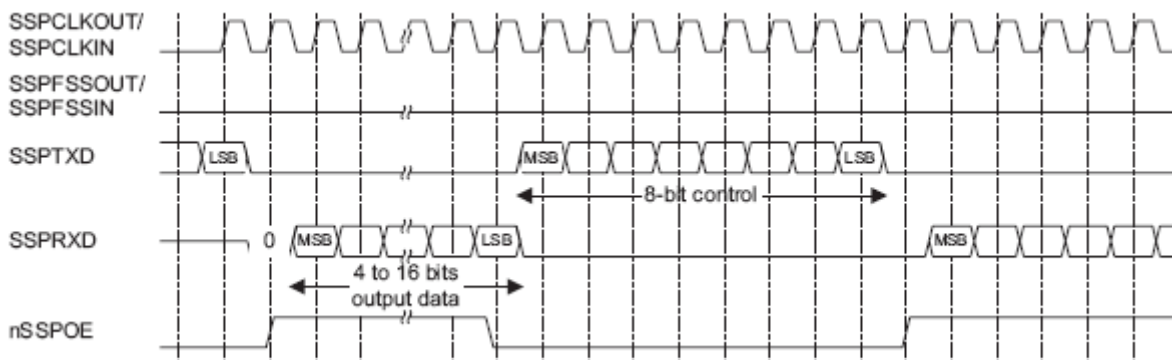 SSPCLKOUT/
SSPCLKIN
SSPFSSOUT/
SSPFSSIN
SSPTXD
LSB
MSB
LSB
8-bit control
SSPRXD
0
MSB
LSB
MSB
4 to 16 bits
output data
nSSPOE